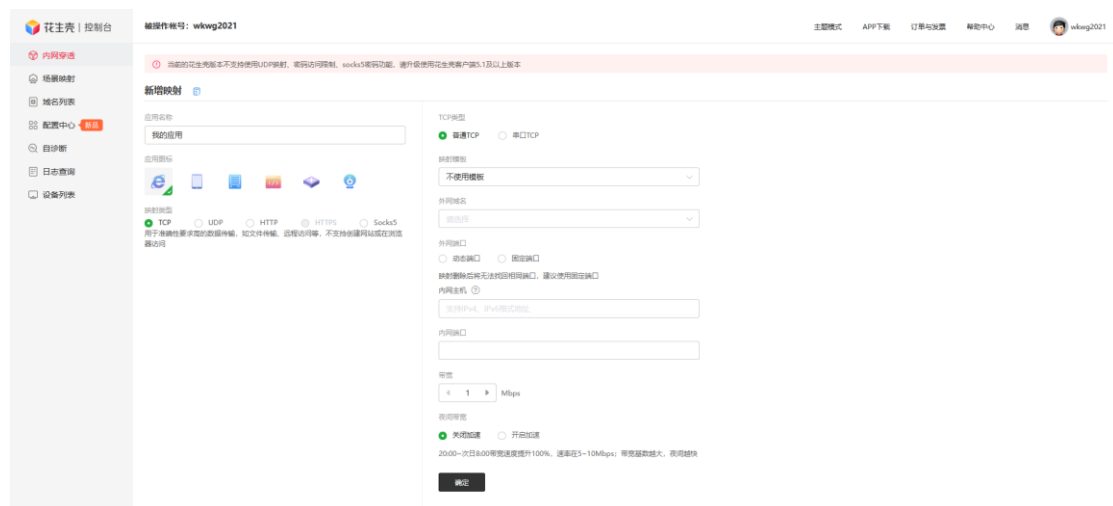 花生壳 | 控制台
被操作帐号：wkwg2021
主题模式
APP下载
订单与发票
帮助中心
消息
wkwg2021
内网穿透
场景映射
域名列表
配置中心 新品
自诊断
日志查询
设备列表
当前的花生壳版本不支持使用UDP映射、密码访问限制、socks5密码功能，请升级使用花生壳客户端5.1及以上版本
新增映射
应用名称
我的应用
应用图标
映射类型
TCP UDP HTTP HTTPS Socks5
用于准确性要求高的数据传输，如文件传输、远程访问等，不支持创建网站或在浏览
器访问
TCP类型
普通TCP 串口TCP
映射模板
不使用模板
外网域名
请选择
外网端口
动态端口 固定端口
映射删除后将无法找回相同端口，建议使用固定端口
内网主机
支持IPv4、IPv6格式地址
内网端口
带宽
1 Mbps
夜间带宽
关闭加速 开启加速
20:00~次日8:00带宽速度提升100%，速率在5~10Mbps；带宽基数越大，夜间越快
确定